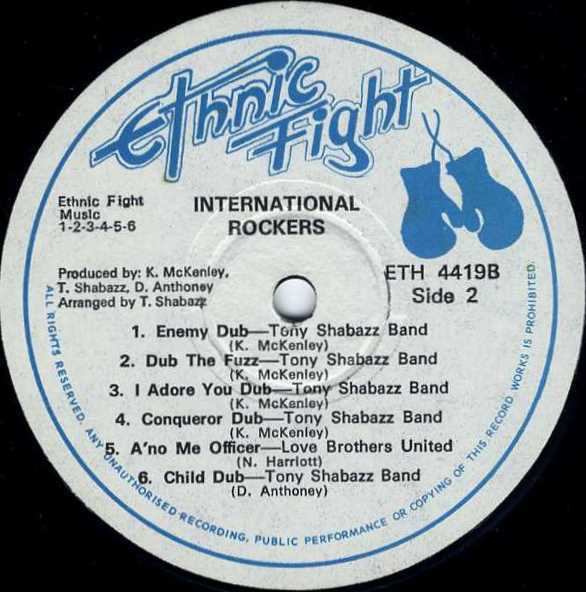 Ethnic
Fight
Ethnic Fight
Music
1-2-3-4-5-6
INTERNATIONAL
ROCKERS
Produced by: K. McKenley,
T. Shabazz, D. Anthoney
Arranged by T. Shabazz
ETH 4419B
Side 2
1. Enemy Dub—Tony Shabazz Band
(K. McKenley)
2. Dub The Fuzz—Tony Shabazz Band
(K. McKenley)
3. I Adore You Dub—Tony Shabazz Band
(K. McKenley)
4. Conqueror Dub—Tony Shabazz Band
(K. McKenley)
5. A'no Me Officer—Love Brothers United
(N. Harriott)
6. Child Dub—Tony Shabazz Band
(D. Anthoney)
ALL RIGHTS RESERVED. ANY UNAUTHORISED RECORDING, PUBLIC PERFORMANCE OR COPYING OF THIS RECORD WORKS IS PROHIBITED.